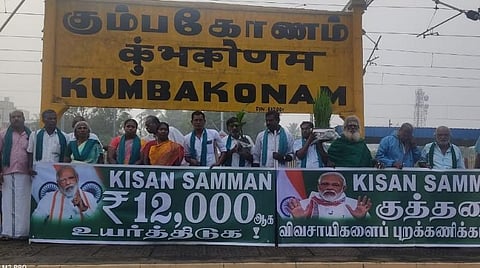 கும்பகோணம்
कुंभकोणम
KUMBAKONAM
KISAN SAMMAN
₹ 12,000 ஆக
உயர்த்திடுக !
KISAN SAMM
குத்தகை
விவசாயிகளைப் புறக்கணிக்க